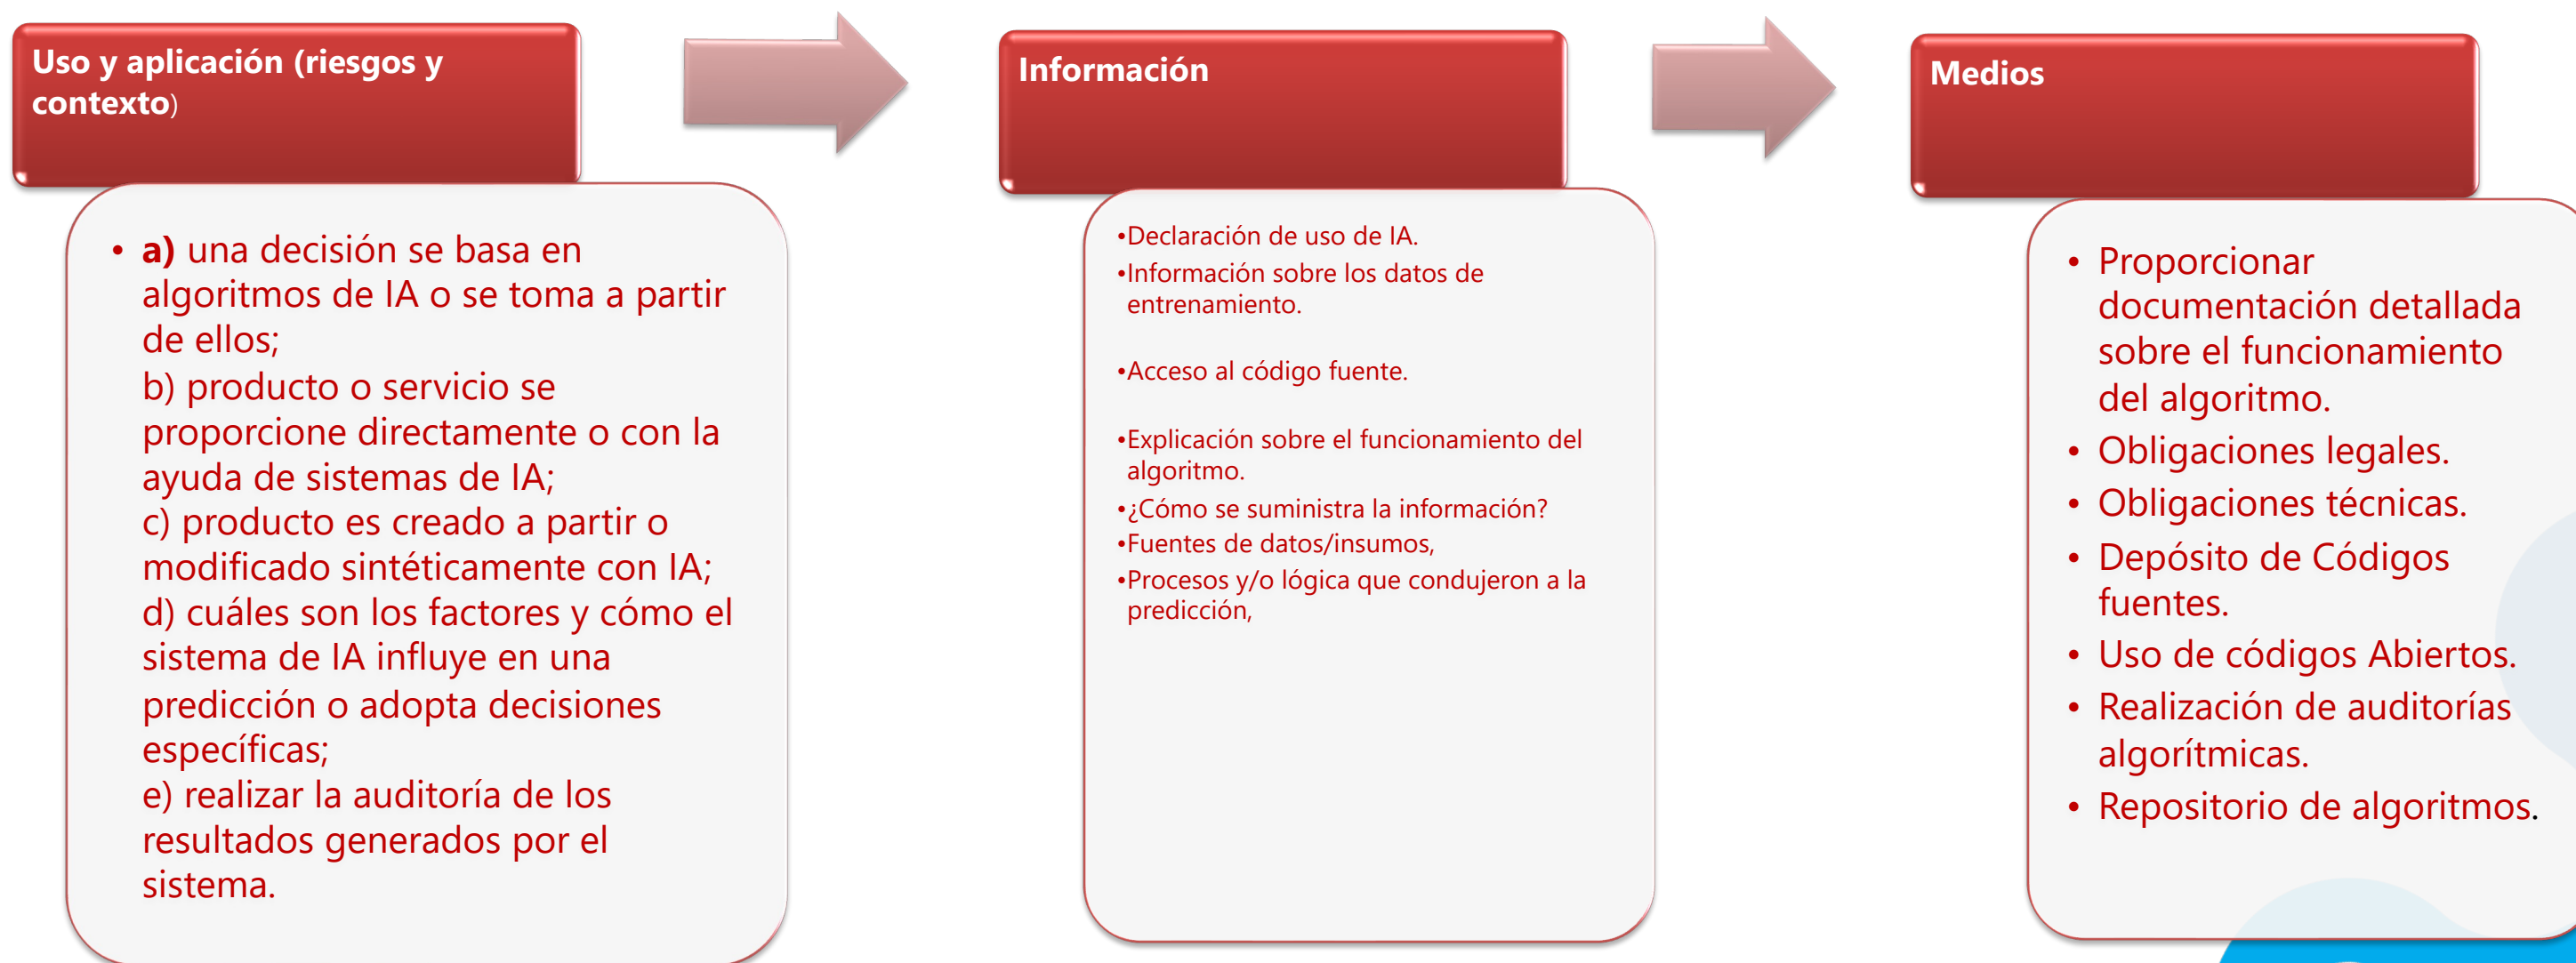 Uso y aplicación (riesgos y
contexto)
• a) una decisión se basa en
algoritmos de IA o se toma a partir
de ellos;
b) producto o servicio se
proporcione directamente o con la
ayuda de sistemas de IA;
c) producto es creado a partir o
modificado sintéticamente con IA;
d) cuáles son los factores y cómo el
sistema de IA influye en una
predicción o adopta decisiones
específicas;
e) realizar la auditoría de los
resultados generados por el
sistema.
Información
•Declaración de uso de IA.
•Información sobre los datos de
entrenamiento.
•Acceso al código fuente.
•Explicación sobre el funcionamiento del
algoritmo.
•¿Cómo se suministra la información?
•Fuentes de datos/insumos,
•Procesos y/o lógica que condujeron a la
predicción,
Medios
• Proporcionar
documentación detallada
sobre el funcionamiento
del algoritmo.
• Obligaciones legales.
• Obligaciones técnicas.
• Depósito de Códigos
fuentes.
• Uso de códigos Abiertos.
• Realización de auditorías
algorítmicas.
• Repositorio de algoritmos.